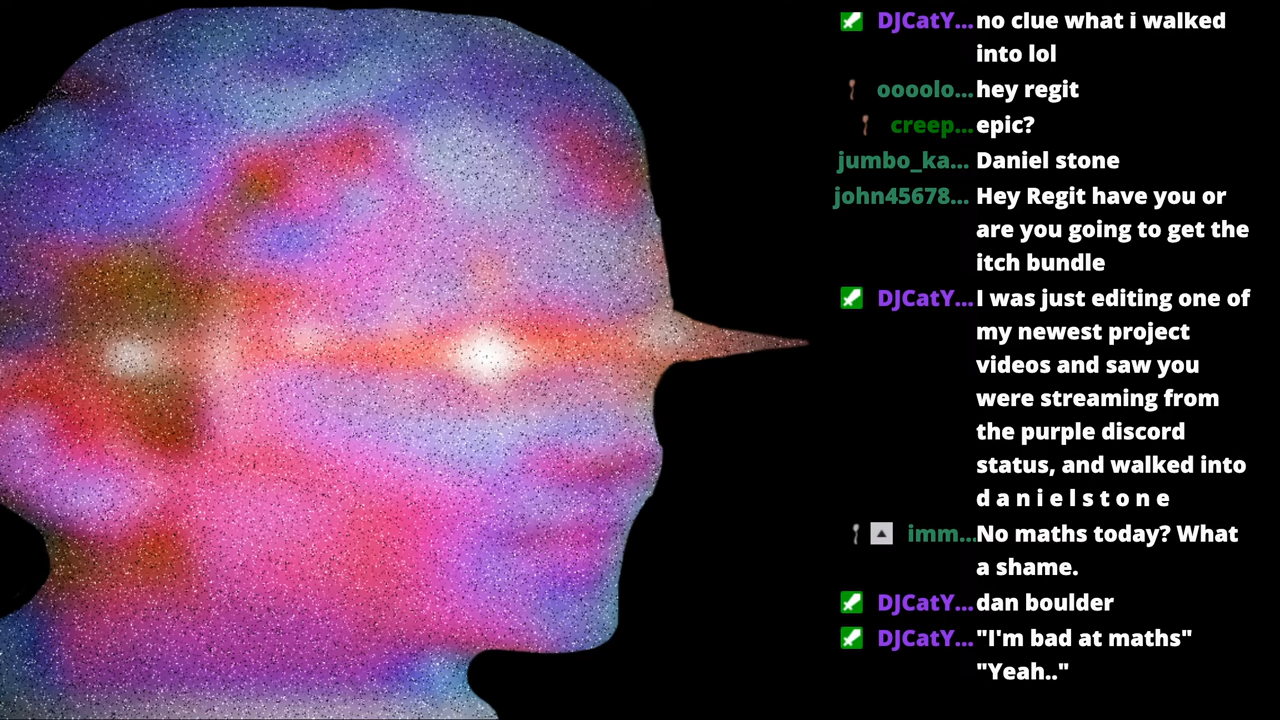 DJCatY... no clue what i walked
into lol
oooolo... hey regit
creep... epic?
jumbo_ka... Daniel stone
john45678... Hey Regit have you or
are you going to get the
itch bundle
DJCatY... I was just editing one of
my newest project
videos and saw you
were streaming from
the purple discord
status, and walked into
d a n i e l s t o n e
imm... No maths today? What
a shame.
DJCatY... dan boulder
DJCatY... "I'm bad at maths"
"Yeah.."